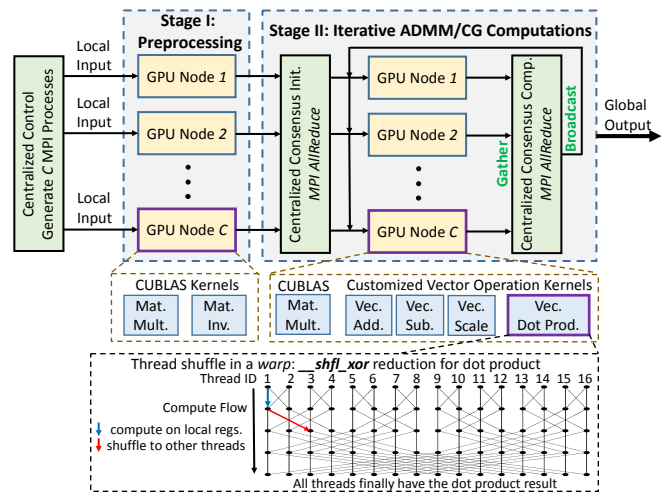 Stage I:
Preprocessing
Stage II: Iterative ADMM/CG Computations
Local
Input
Local
Input
Local
Input
Centralized Control
Generate C MPI Processes
GPU Node 1
GPU Node 2
GPU Node C
Centralized Consensus Init.
MPI AllReduce
GPU Node 1
GPU Node 2
GPU Node C
Gather
Centralized Consensus Comp.
MPI AllReduce
Broadcast
Global
Output
CUBLAS Kernels
Mat.
Mult.
Mat.
Inv.
CUBLAS
Customized Vector Operation Kernels
Mat.
Mult.
Vec.
Add.
Vec.
Sub.
Vec.
Scale
Vec.
Dot Prod.
Thread shuffle in a warp: __shfl_xor reduction for dot product
Thread ID 1 2 3 4 5 6 7 8 9 10 11 12 13 14 15 16
Compute Flow
compute on local regs.
shuffle to other threads
All threads finally have the dot product result